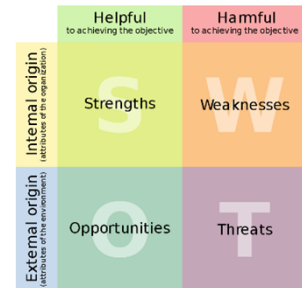 Helpful
to achieving the objective
Harmful
to achieving the objective
Internal origin
(attributes of the organization)
S
Strengths
W
Weaknesses
External origin
(attributes of the environment)
O
Opportunities
T
Threats